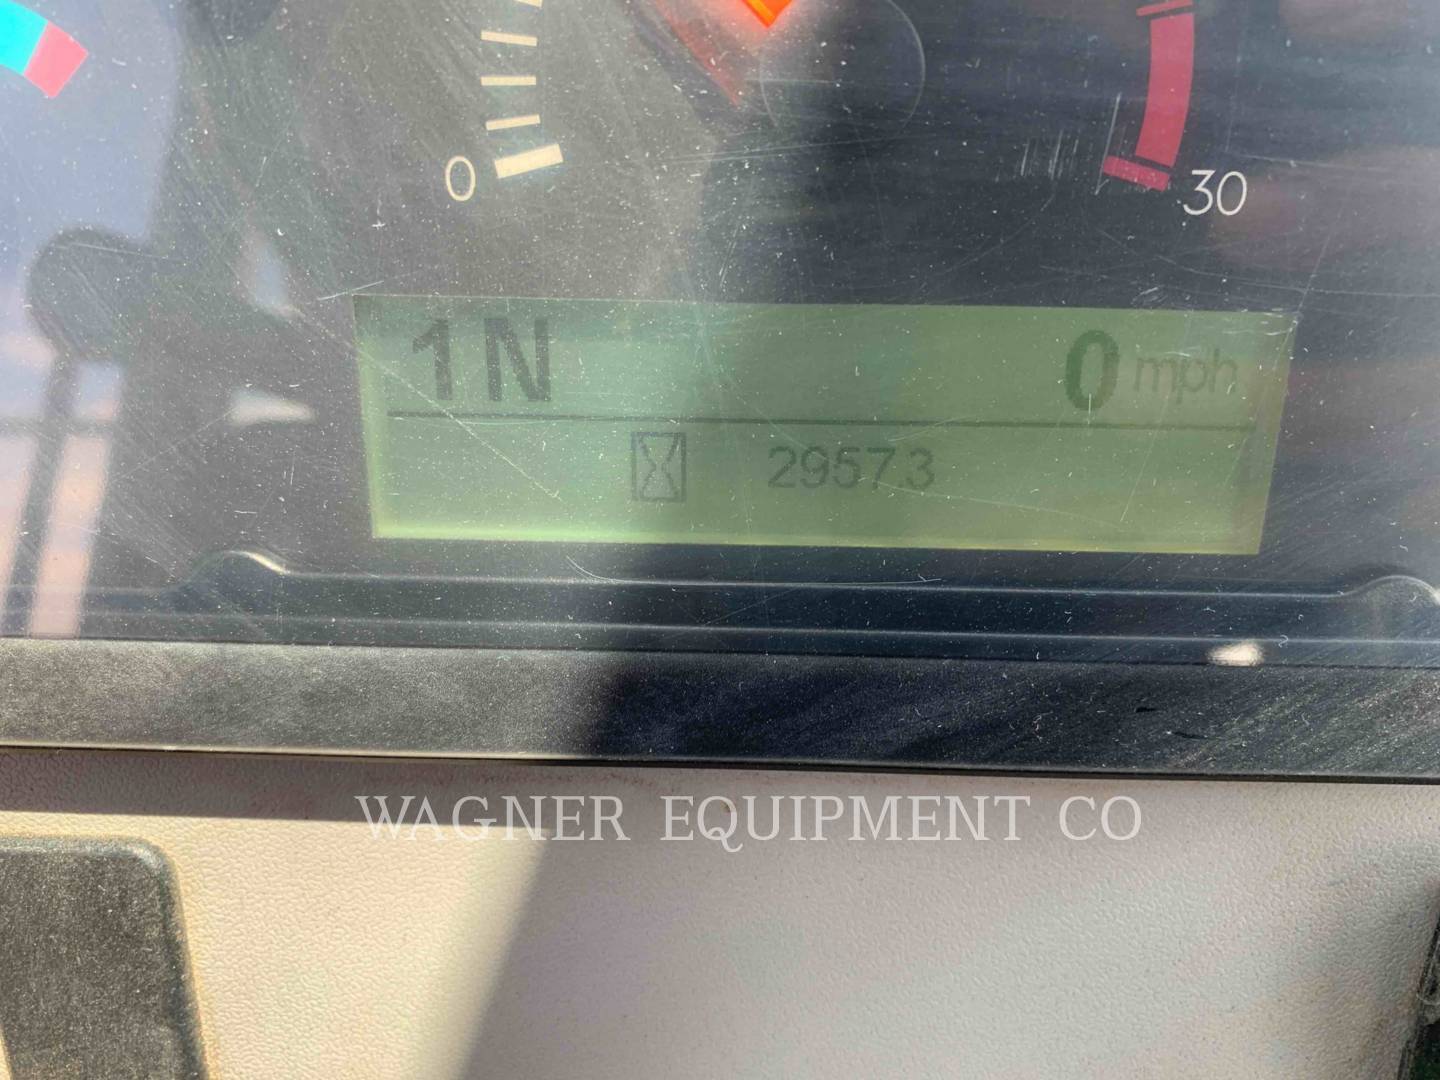 0
30
1N 0 mph
2957.3
WAGNER EQUIPMENT CO